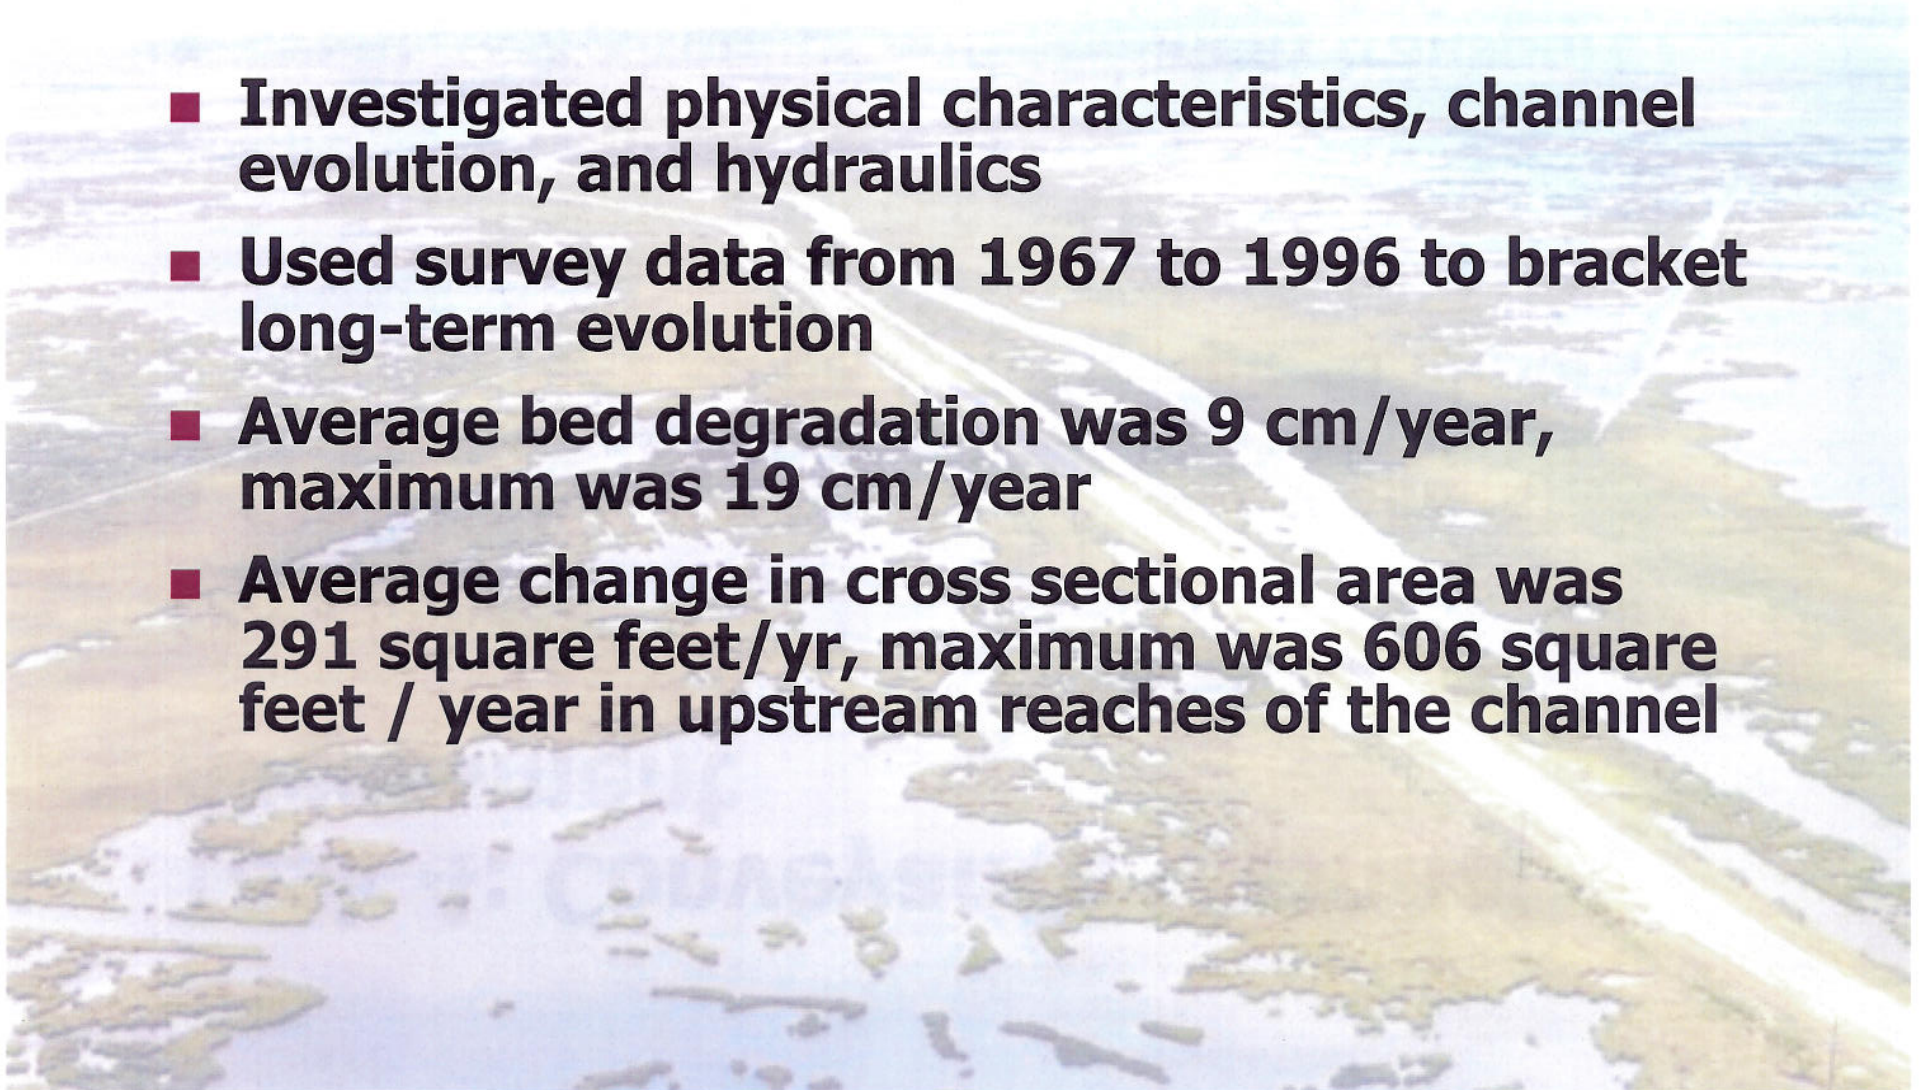 ■ Investigated physical characteristics, channel
evolution, and hydraulics
■ Used survey data from 1967 to 1996 to bracket
long-term evolution
■ Average bed degradation was 9 cm/year,
maximum was 19 cm/year
■ Average change in cross sectional area was
291 square feet/yr, maximum was 606 square
feet / year in upstream reaches of the channel